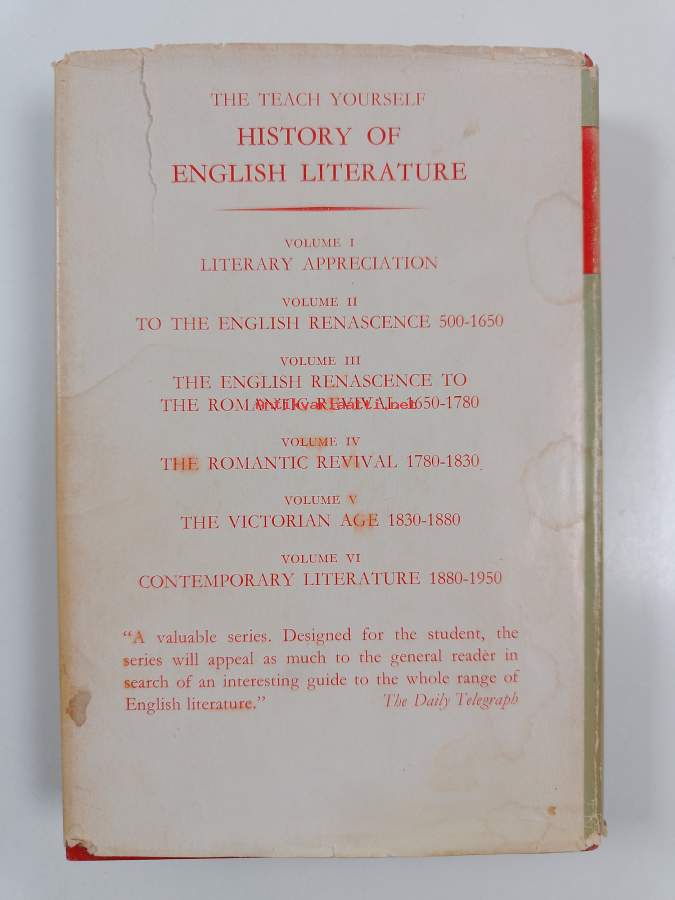 THE TEACH YOURSELF
HISTORY OF
ENGLISH LITERATURE
VOLUME I
LITERARY APPRECIATION
VOLUME II
TO THE ENGLISH RENASCENCE 500-1650
VOLUME III
THE ENGLISH RENASCENCE TO
THE ROMANTIC REVIVAL 1650-1780
Antikvariaatti.net
VOLUME IV
THE ROMANTIC REVIVAL 1780-1830
VOLUME V
THE VICTORIAN AGE 1830-1880
VOLUME VI
CONTEMPORARY LITERATURE 1880-1950
"A valuable series. Designed for the student, the
series will appeal as much to the general reader in
search of an interesting guide to the whole range of
English literature." The Daily Telegraph